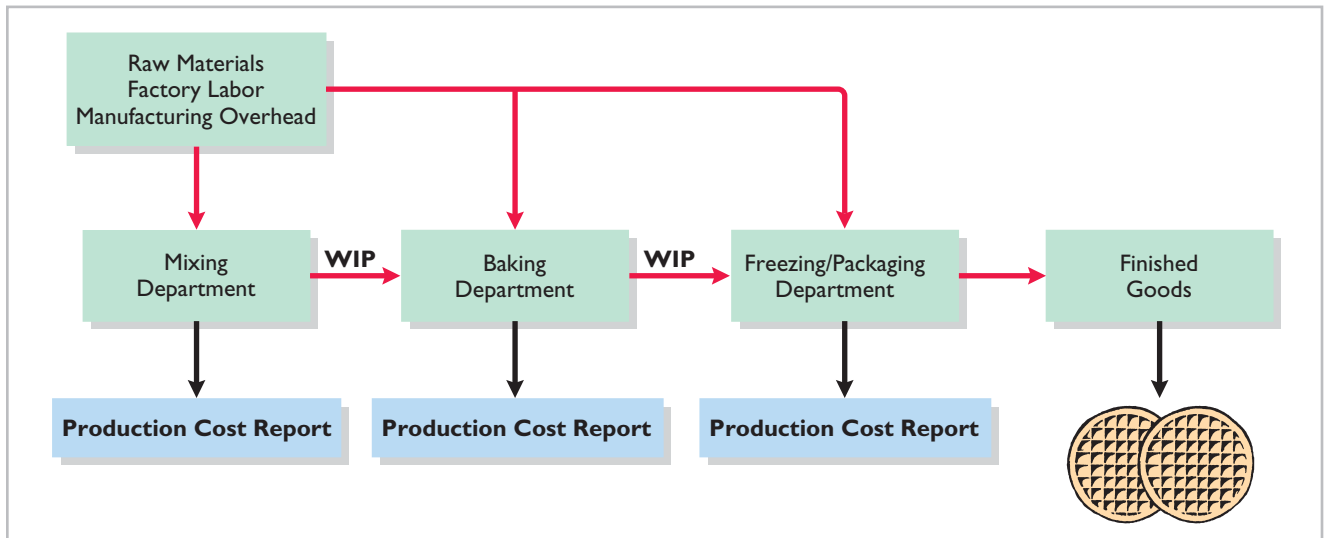 Raw Materials
Factory Labor
Manufacturing Overhead
Mixing
Department
WIP
Baking
Department
WIP
Freezing/Packaging
Department
Finished
Goods
Production Cost Report
Production Cost Report
Production Cost Report